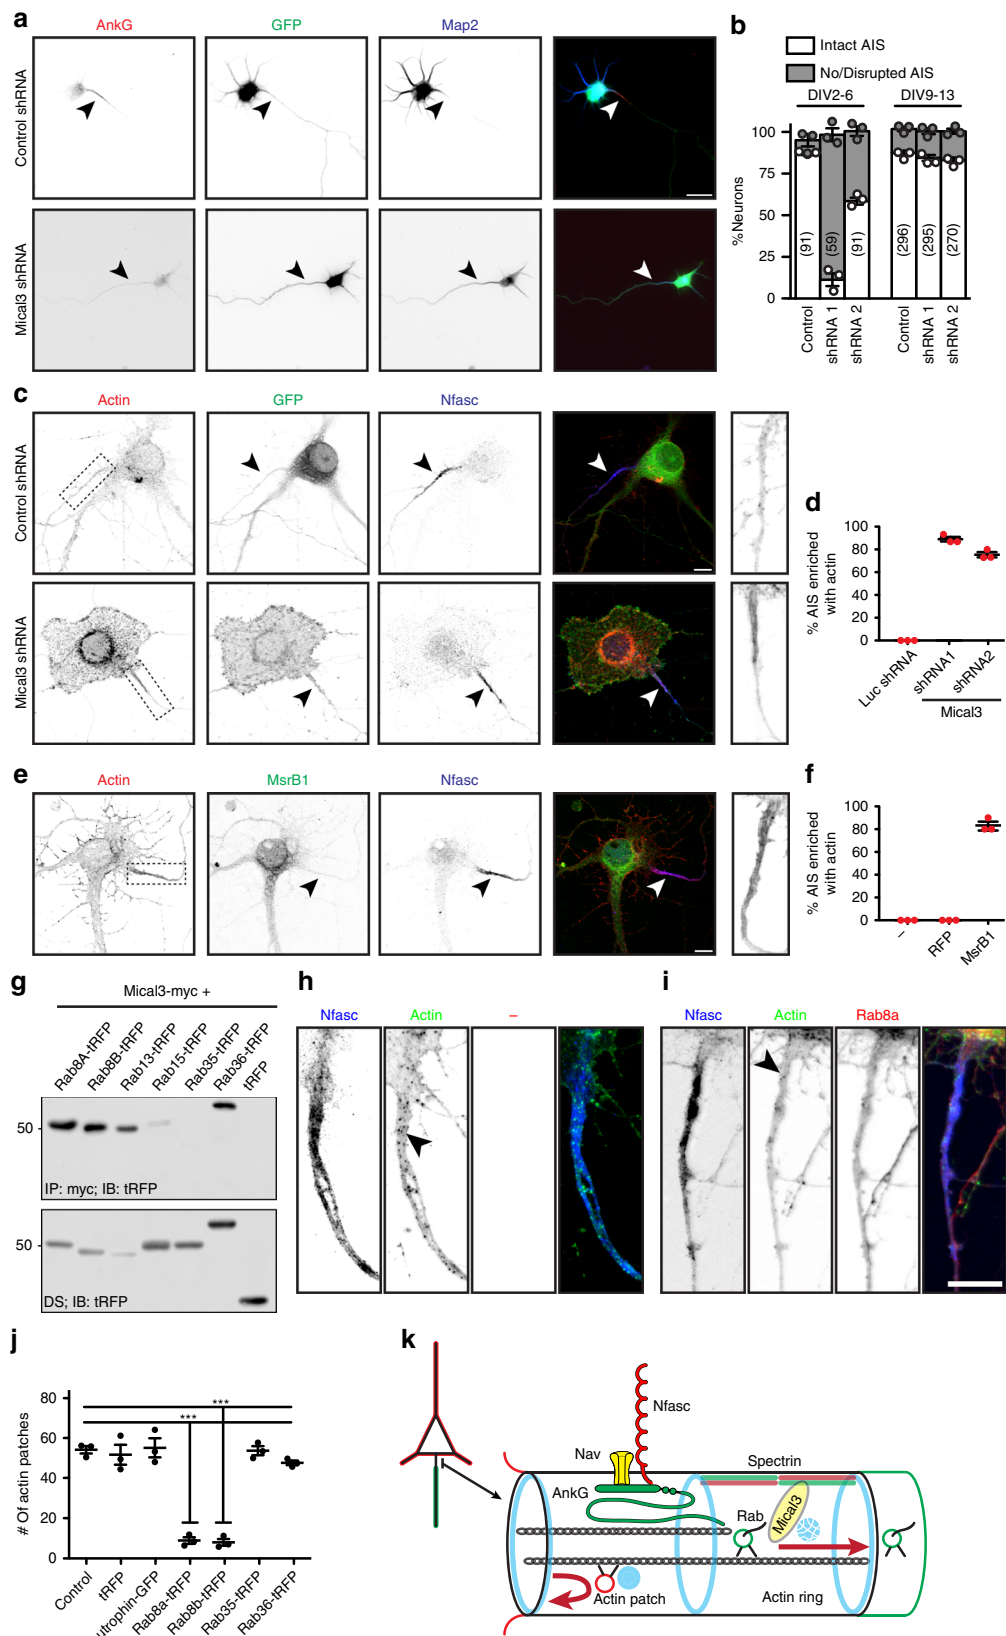 a
AnkG
GFP
Map2
Control shRNA
Mical3 shRNA
b
Intact AIS
No/Disrupted AIS
DIV2-6
DIV9-13
%Neurons
100
75
50
25
0
(91)
(59)
(91)
(296)
(295)
(270)
Control
shRNA 1
shRNA 2
Control
shRNA 1
shRNA 2
c
Actin
GFP
Nfasc
Control shRNA
Mical3 shRNA
d
% AIS enriched
with actin
100
80
60
40
20
0
Luc shRNA
shRNA1
shRNA2
Mical3
e
Actin
MsrB1
Nfasc
f
% AIS enriched
with actin
100
80
60
40
20
0
–
RFP
MsrB1
g
Mical3-myc +
Rab8A-tRFP
Rab8B-tRFP
Rab13-tRFP
Rab15-tRFP
Rab35-tRFP
Rab36-tRFP
tRFP
50
IP: myc; IB: tRFP
50
DS; IB: tRFP
h
Nfasc
Actin
–
i
Nfasc
Actin
Rab8a
j
# Of actin patches
80
60
40
20
0
***
***
Control
tRFP
utrophin-GFP
Rab8a-tRFP
Rab8b-tRFP
Rab35-tRFP
Rab36-tRFP
k
Nfasc
Nav
AnkG
Spectrin
Rab
Mical3
Actin patch
Actin ring